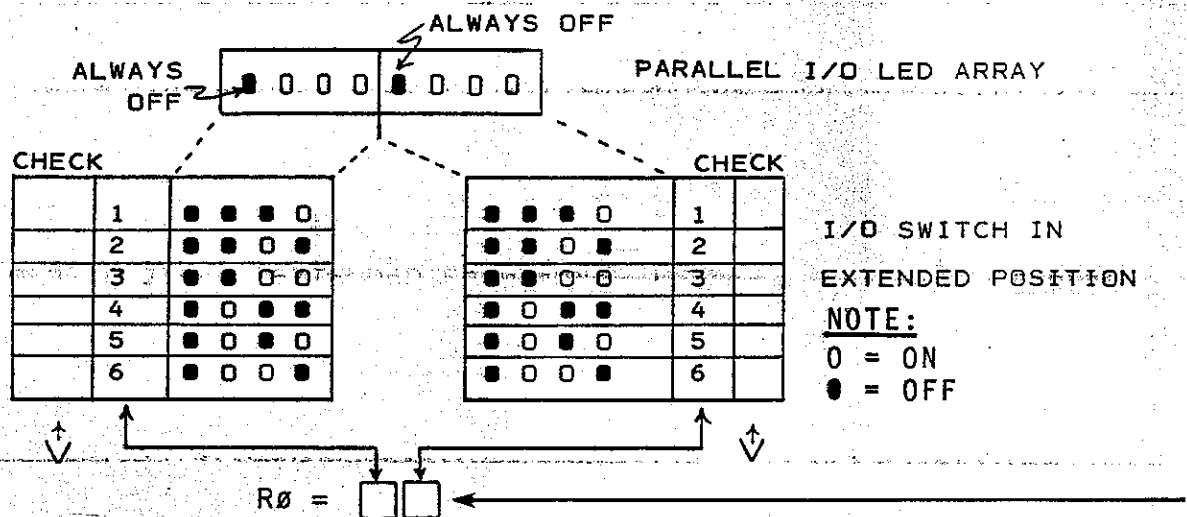 ALWAYS OFF
ALWAYS OFF
PARALLEL I/O LED ARRAY
CHECK
CHECK
1 ● ● ● O
2 ● ● O ●
3 ● ● O O
4 ● O ● ●
5 ● O ● O
6 ● O O ●
● ● ● O 1
● ● O ● 2
● ● O O 3
● O ● ● 4
● O ● O 5
● O O ● 6
I/O SWITCH IN
EXTENDED POSITION
NOTE:
O = ON
● = OFF
Rø =